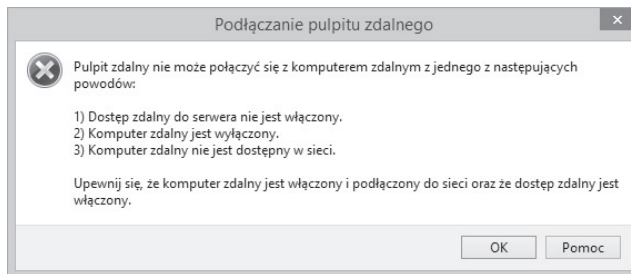 Podłączanie pulpitu zdalnego
Pulpit zdalny nie może połączyć się z komputerem zdalnym z jednego z następujących
powodów:
1) Dostęp zdalny do serwera nie jest włączony.
2) Komputer zdalny jest wyłączony.
3) Komputer zdalny nie jest dostępny w sieci.
Upewnij się, że komputer zdalny jest włączony i podłączony do sieci oraz że dostęp zdalny jest
włączony.
OK
Pomoc